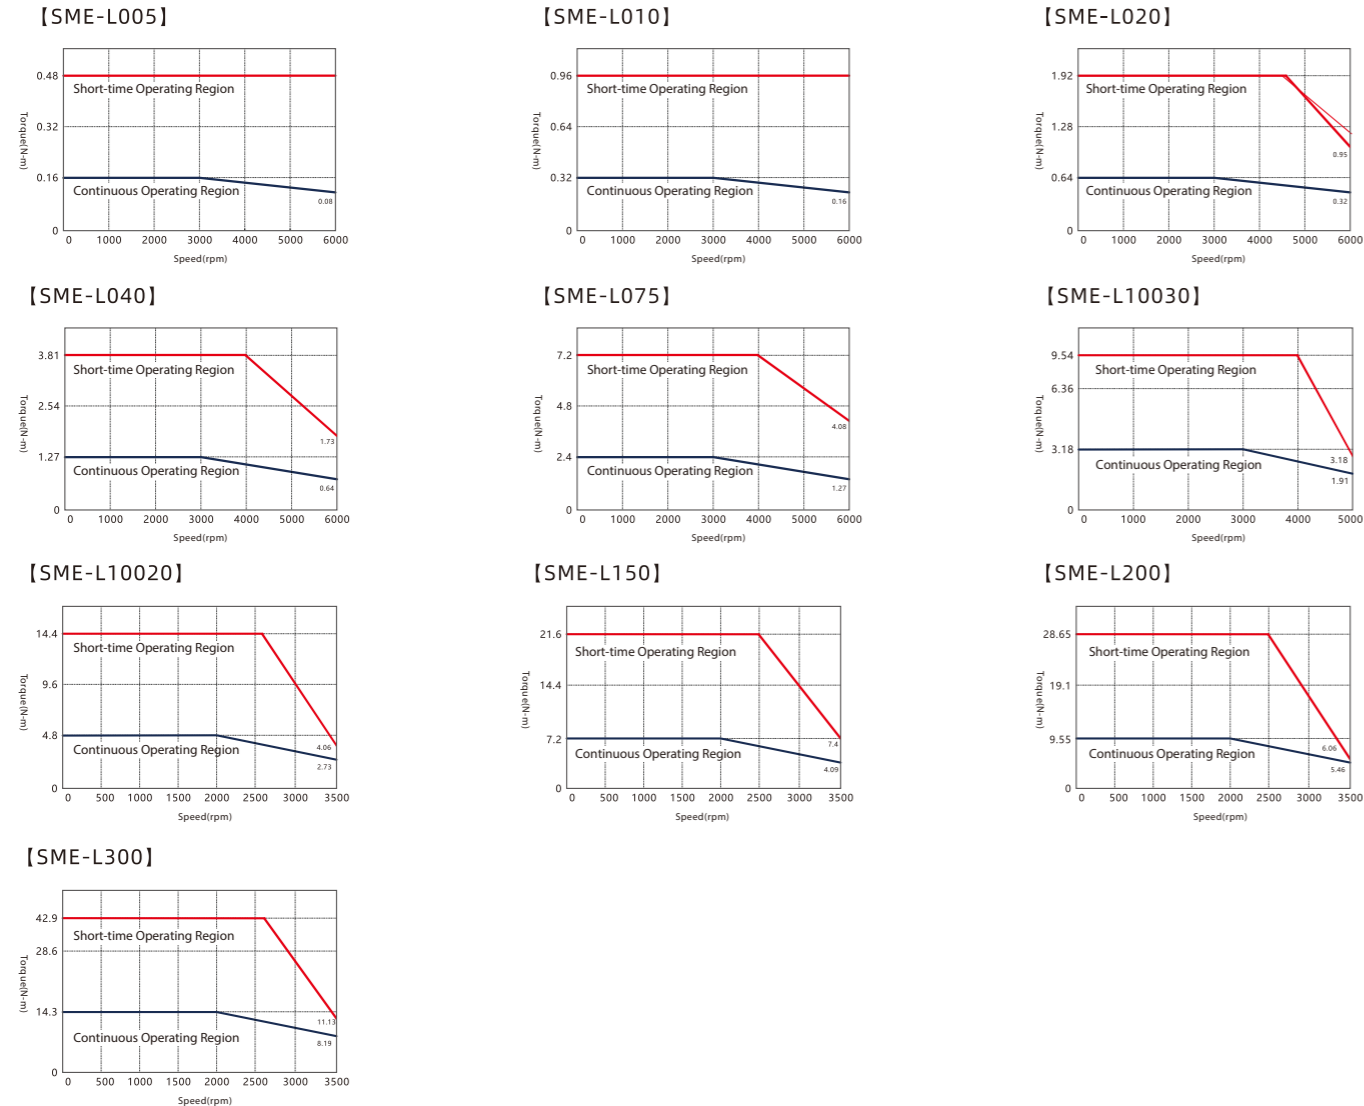 【SME-L005】
0.48
Short-time Operating Region
0.32
Torque(N-m)
0.16
Continuous Operating Region
0.08
0
0 1000 2000 3000 4000 5000 6000
Speed(rpm)
【SME-L010】
0.96
Short-time Operating Region
0.64
Torque(N-m)
0.32
Continuous Operating Region
0.16
0
0 1000 2000 3000 4000 5000 6000
Speed(rpm)
【SME-L020】
1.92
Short-time Operating Region
1.28
Torque(N-m)
0.95
0.64
Continuous Operating Region
0.32
0
0 1000 2000 3000 4000 5000 6000
Speed(rpm)
【SME-L040】
3.81
Short-time Operating Region
2.54
Torque(N-m)
1.73
1.27
Continuous Operating Region
0.64
0
0 1000 2000 3000 4000 5000 6000
Speed(rpm)
【SME-L075】
7.2
Short-time Operating Region
4.8
Torque(N-m)
4.08
2.4
Continuous Operating Region
1.27
0
0 1000 2000 3000 4000 5000 6000
Speed(rpm)
【SME-L10030】
9.54
Short-time Operating Region
6.36
Torque(N-m)
3.18
3.18
Continuous Operating Region
1.91
0
0 1000 2000 3000 4000 5000
Speed(rpm)
【SME-L10020】
14.4
Short-time Operating Region
9.6
Torque(N-m)
4.8
4.06
Continuous Operating Region
2.73
0
0 500 1000 1500 2000 2500 3000 3500
Speed(rpm)
【SME-L150】
21.6
Short-time Operating Region
14.4
Torque(N-m)
7.2
7.4
Continuous Operating Region
4.09
0
0 500 1000 1500 2000 2500 3000 3500
Speed(rpm)
【SME-L200】
28.65
Short-time Operating Region
19.1
Torque(N-m)
9.55
6.06
Continuous Operating Region
5.46
0
0 500 1000 1500 2000 2500 3000 3500
Speed(rpm)
【SME-L300】
42.9
Short-time Operating Region
28.6
Torque(N-m)
14.3
11.13
Continuous Operating Region
8.19
0
0 500 1000 1500 2000 2500 3000 3500
Speed(rpm)